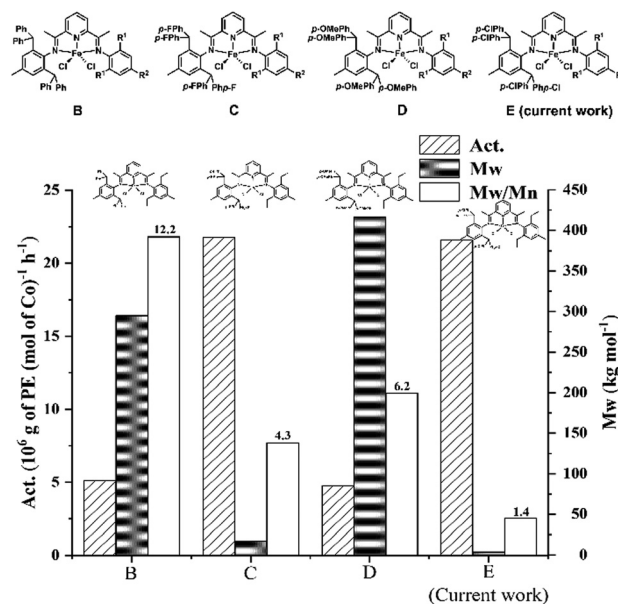 Ph
Ph
N
N
N
Fe
Cl
Cl
R¹
R¹
R²
Ph
Ph
B
p-FPh
p-FPh
N
N
N
Fe
Cl
Cl
R¹
R¹
R²
p-FPh
Php-F
C
p-OMePh
p-OMePh
N
N
N
Fe
Cl
Cl
R¹
R¹
R²
p-OMePh
p-OMePh
D
p-ClPh
p-ClPh
N
N
N
Fe
Cl
Cl
R¹
R¹
R²
p-ClPh
Php-Cl
E (current work)
Act.
Mw
Mw/Mn
Act. (10⁶ g of PE (mol of Co)⁻¹ h⁻¹)
25
20
15
10
5
0
12.2
4.3
6.2
1.4
450
400
350
300
250
200
150
100
50
0
Mw (kg mol⁻¹)
B
C
D
E
(Current work)